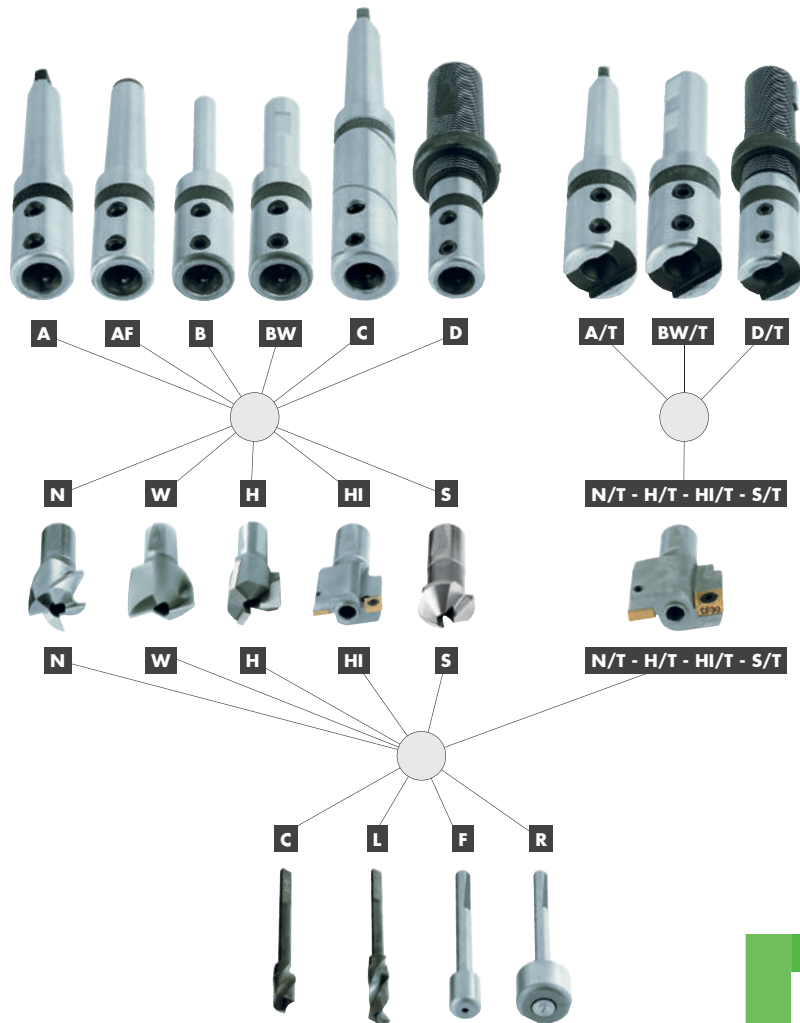 A AF B BW C D A/T BW/T D/T
N W H HI S N/T - H/T - HI/T - S/T
N W H HI S N/T - H/T - HI/T - S/T
C L F R